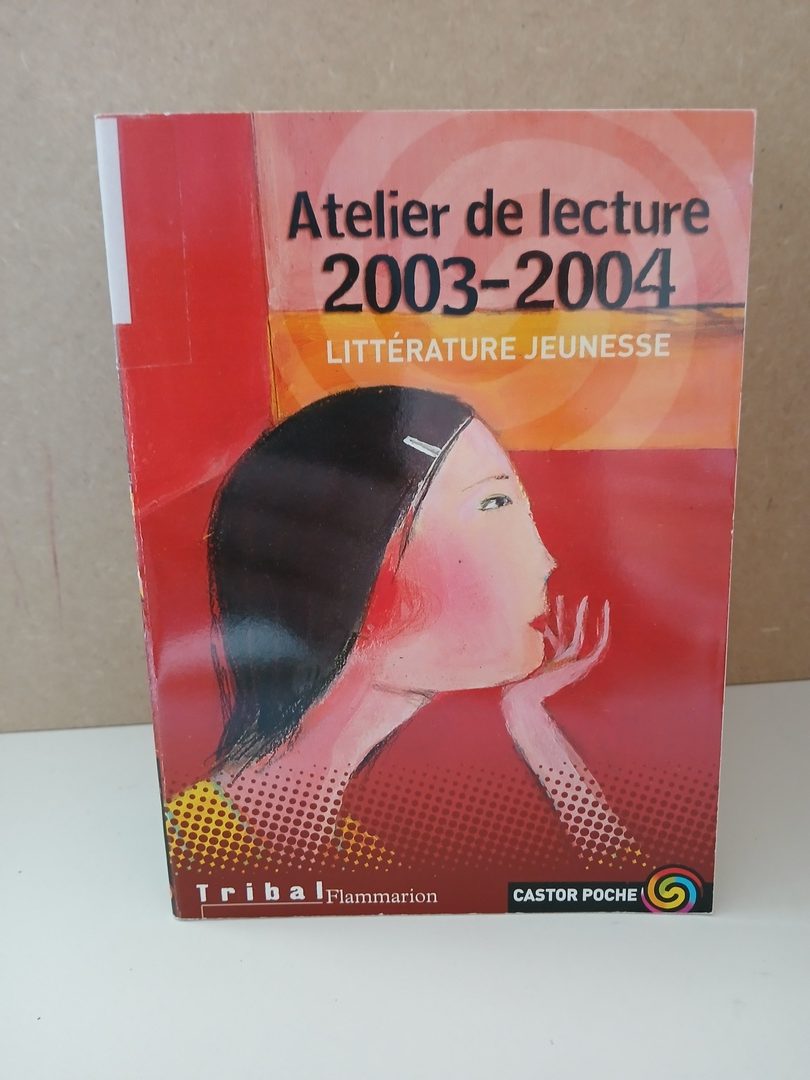 Atelier de lecture
2003-2004
LITTÉRATURE JEUNESSE
Tribal Flammarion
CASTOR POCHE